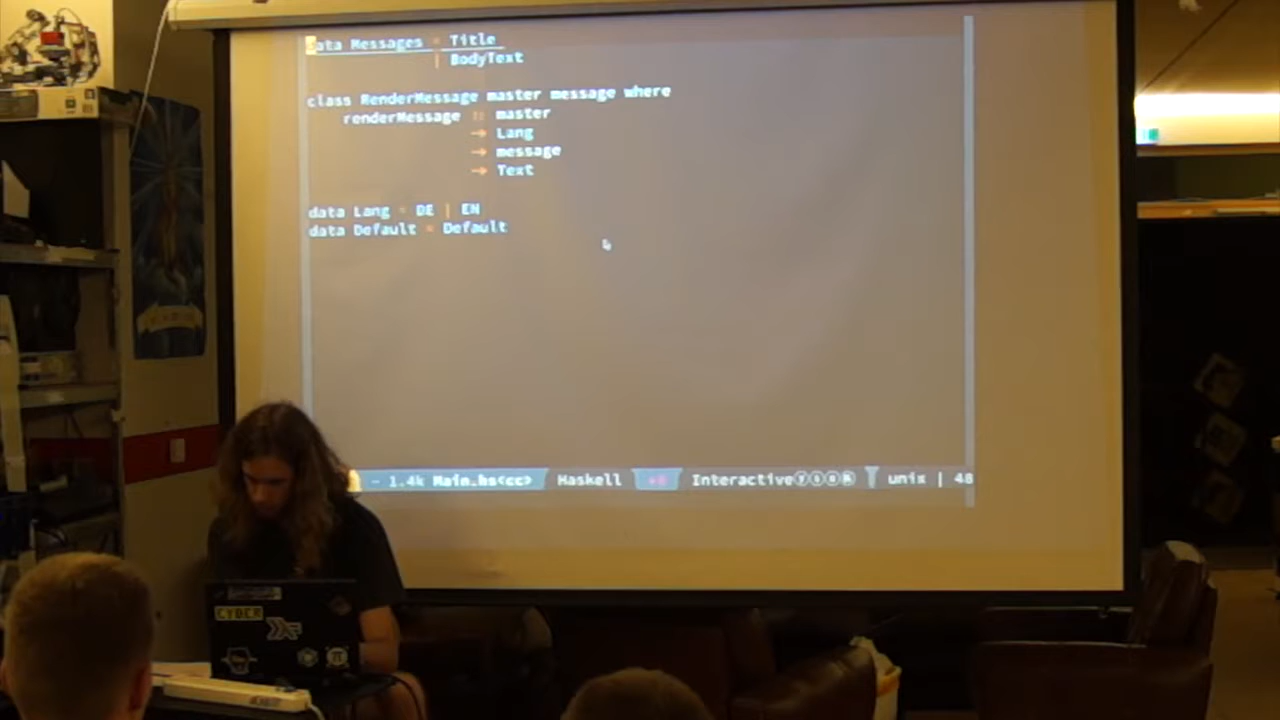 data Messages = Title
| BodyText
class RenderMessage master message where
renderMessage :: master
→ Lang
→ message
→ Text
data Lang = DE | EN
data Default = Default
- 1.4k Main.hs<cc> Haskell Interactive unix | 48
CYBER